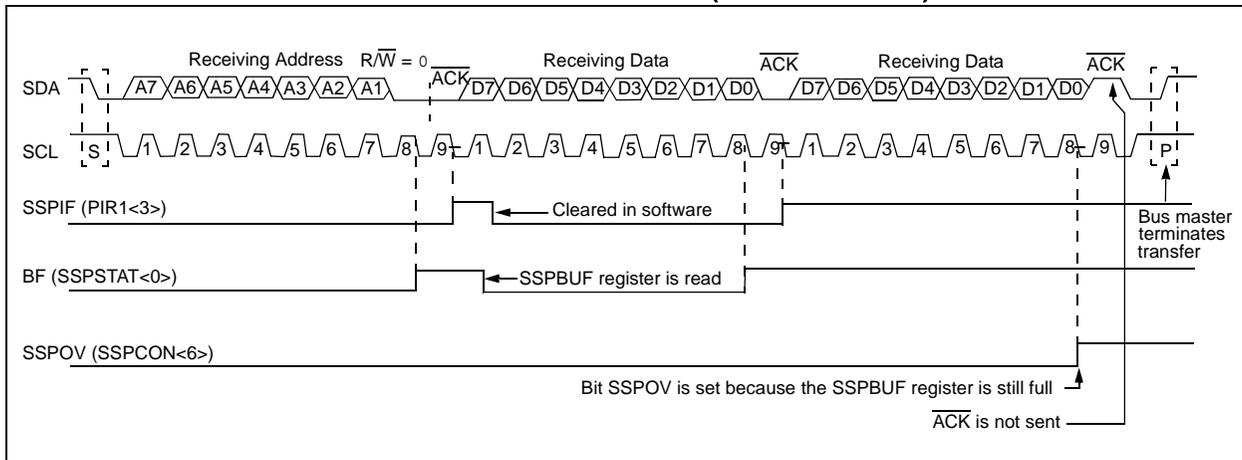 Receiving Address R/W = 0 ACK Receiving Data ACK Receiving Data ACK
SDA A7 A6 A5 A4 A3 A2 A1 D7 D6 D5 D4 D3 D2 D1 D0 D7 D6 D5 D4 D3 D2 D1 D0
SCL S 1 2 3 4 5 6 7 8 9 1 2 3 4 5 6 7 8 9 1 2 3 4 5 6 7 8 9 P
SSPIF (PIR1<3>)
Cleared in software
Bus master
terminates
transfer
BF (SSPSTAT<0>)
SSPBUF register is read
SSPOV (SSPCON<6>)
Bit SSPOV is set because the SSPBUF register is still full
ACK is not sent